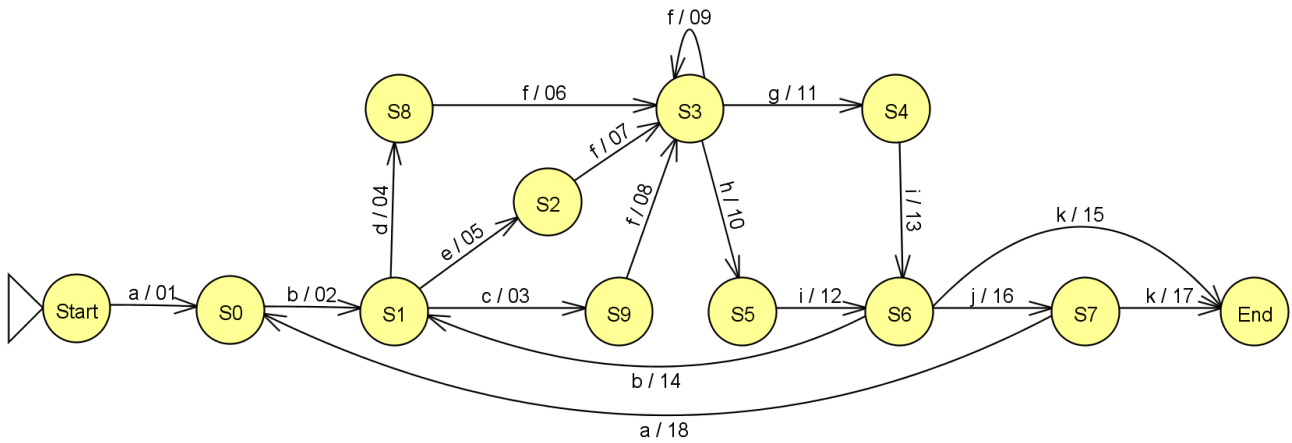 f / 09
S8
f / 06
S3
g / 11
S4
d / 04
f / 07
S2
e / 05
f / 08
h / 10
i / 13
k / 15
Start
a / 01
S0
b / 02
S1
c / 03
S9
S5
i / 12
S6
j / 16
S7
k / 17
End
b / 14
a / 18